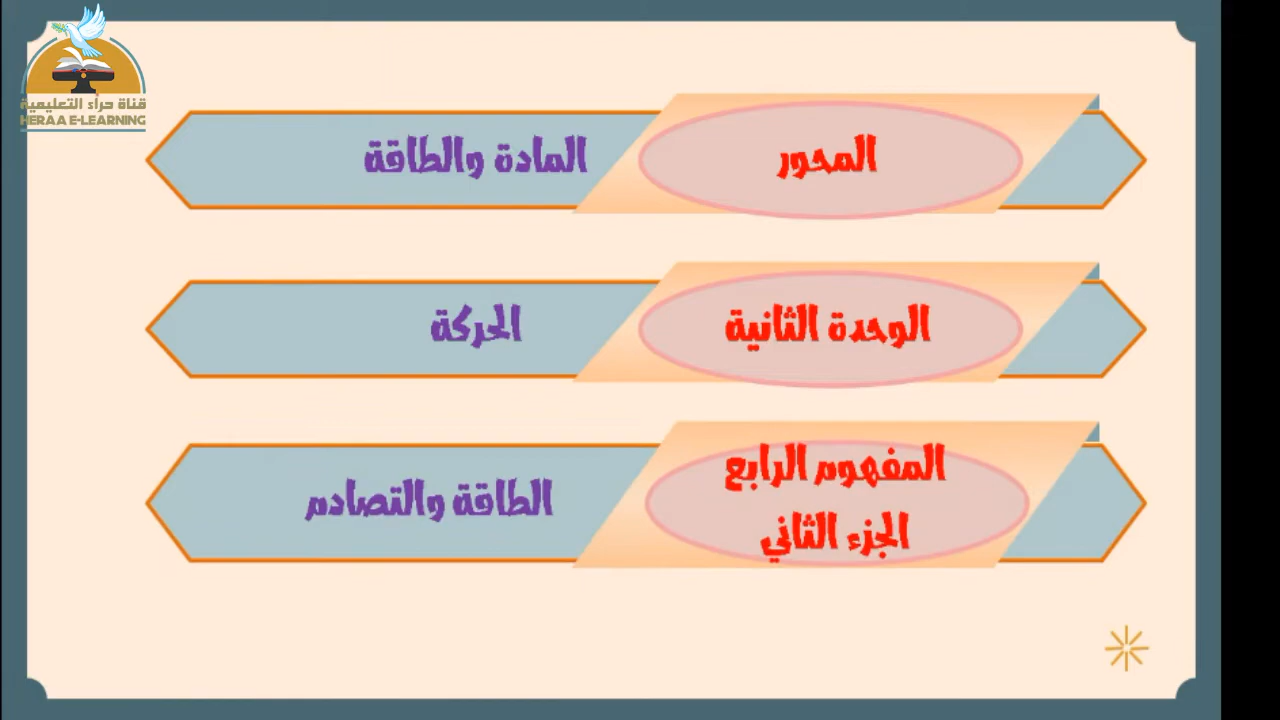 قناة حراء التعليمية
HERAA E-LEARNING
المحور
المادة والطاقة
الوحدة الثانية
الحركة
المفهوم الرابع
الجزء الثاني
الطاقة والتصادم